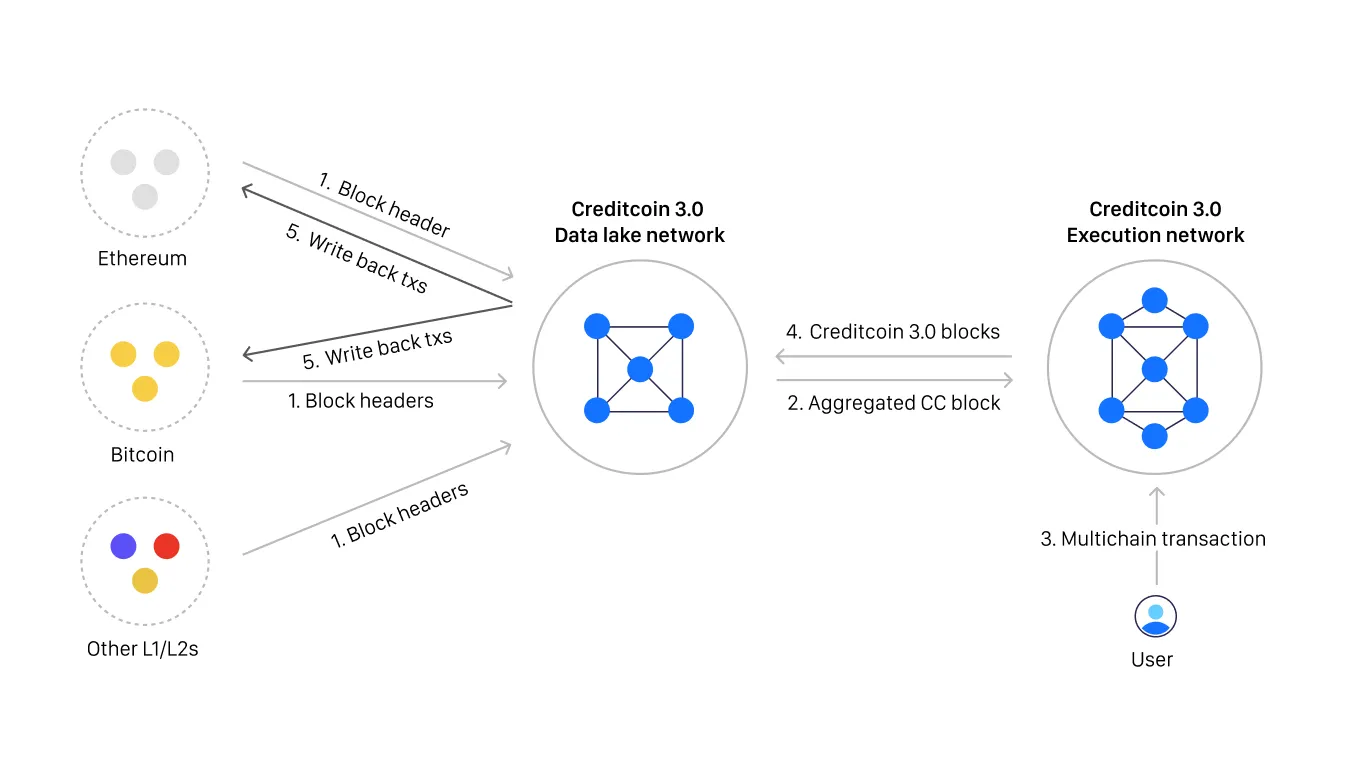 1. Block header
5. Write back txs
Ethereum
5. Write back txs
1. Block headers
Bitcoin
1. Block headers
Other L1/L2s
Creditcoin 3.0
Data lake network
4. Creditcoin 3.0 blocks
2. Aggregated CC block
Creditcoin 3.0
Execution network
3. Multichain transaction
User